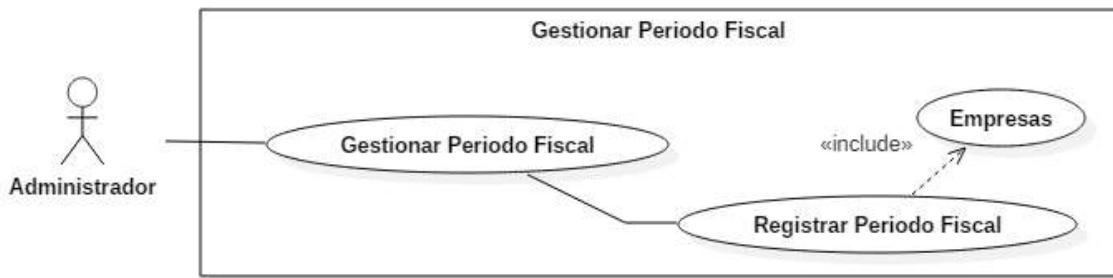 Gestionar Periodo Fiscal
Administrador
Gestionar Periodo Fiscal
Empresas
«include»
Registrar Periodo Fiscal